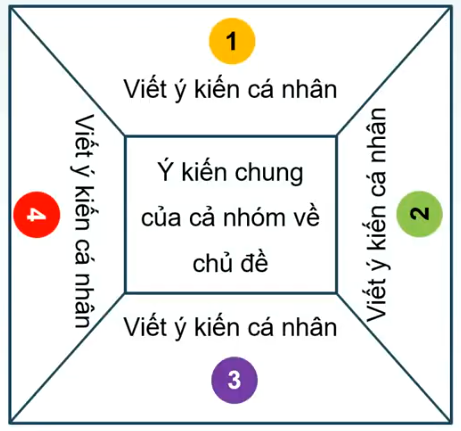 1
Viết ý kiến cá nhân
Viết ý kiến cá nhân
4
Ý kiến chung
của cả nhóm về
chủ đề
Viết ý kiến cá nhân
2
Viết ý kiến cá nhân
3